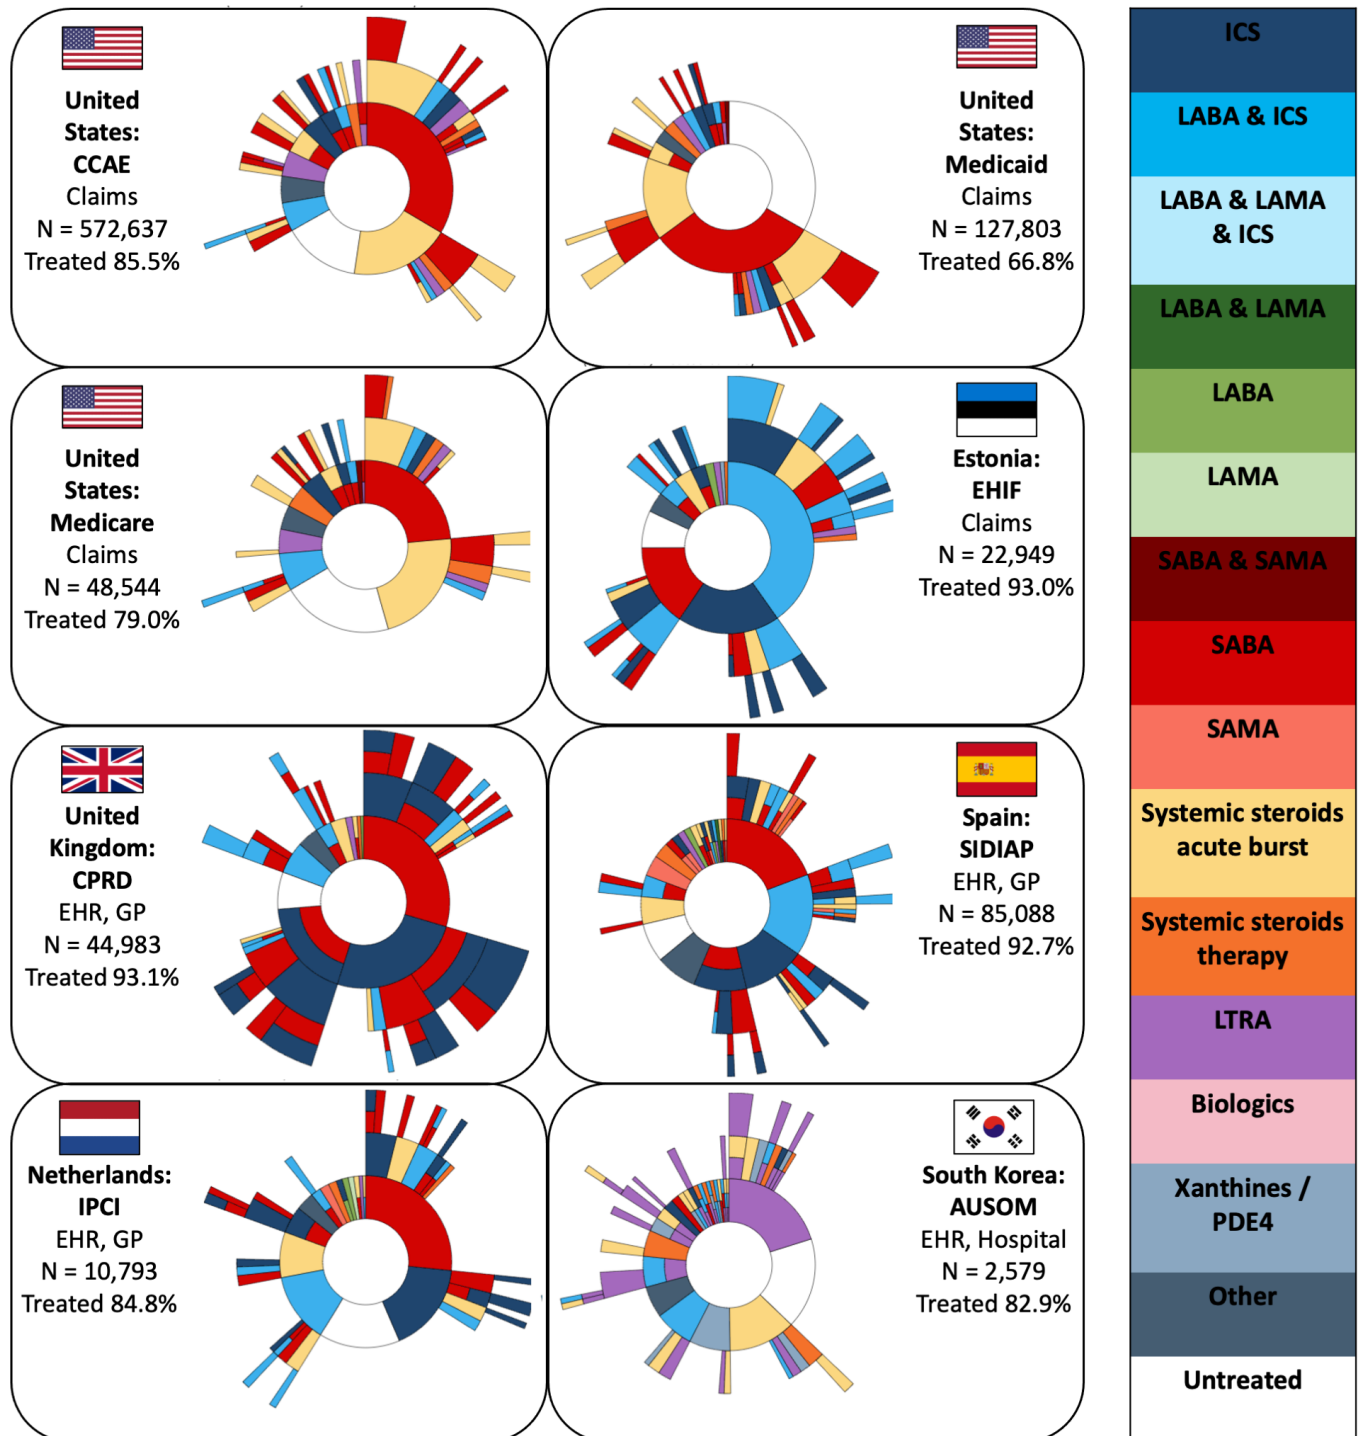 United
States:
CCAE
Claims
N = 572,637
Treated 85.5%
United
States:
Medicaid
Claims
N = 127,803
Treated 66.8%
United
States:
Medicare
Claims
N = 48,544
Treated 79.0%
Estonia:
EHIF
Claims
N = 22,949
Treated 93.0%
United
Kingdom:
CPRD
EHR, GP
N = 44,983
Treated 93.1%
Spain:
SIDIAP
EHR, GP
N = 85,088
Treated 92.7%
Netherlands:
IPCI
EHR, GP
N = 10,793
Treated 84.8%
South Korea:
AUSOM
EHR, Hospital
N = 2,579
Treated 82.9%
ICS
LABA & ICS
LABA & LAMA
& ICS
LABA & LAMA
LABA
LAMA
SABA & SAMA
SABA
SAMA
Systemic steroids
acute burst
Systemic steroids
therapy
LTRA
Biologics
Xanthines /
PDE4
Other
Untreated